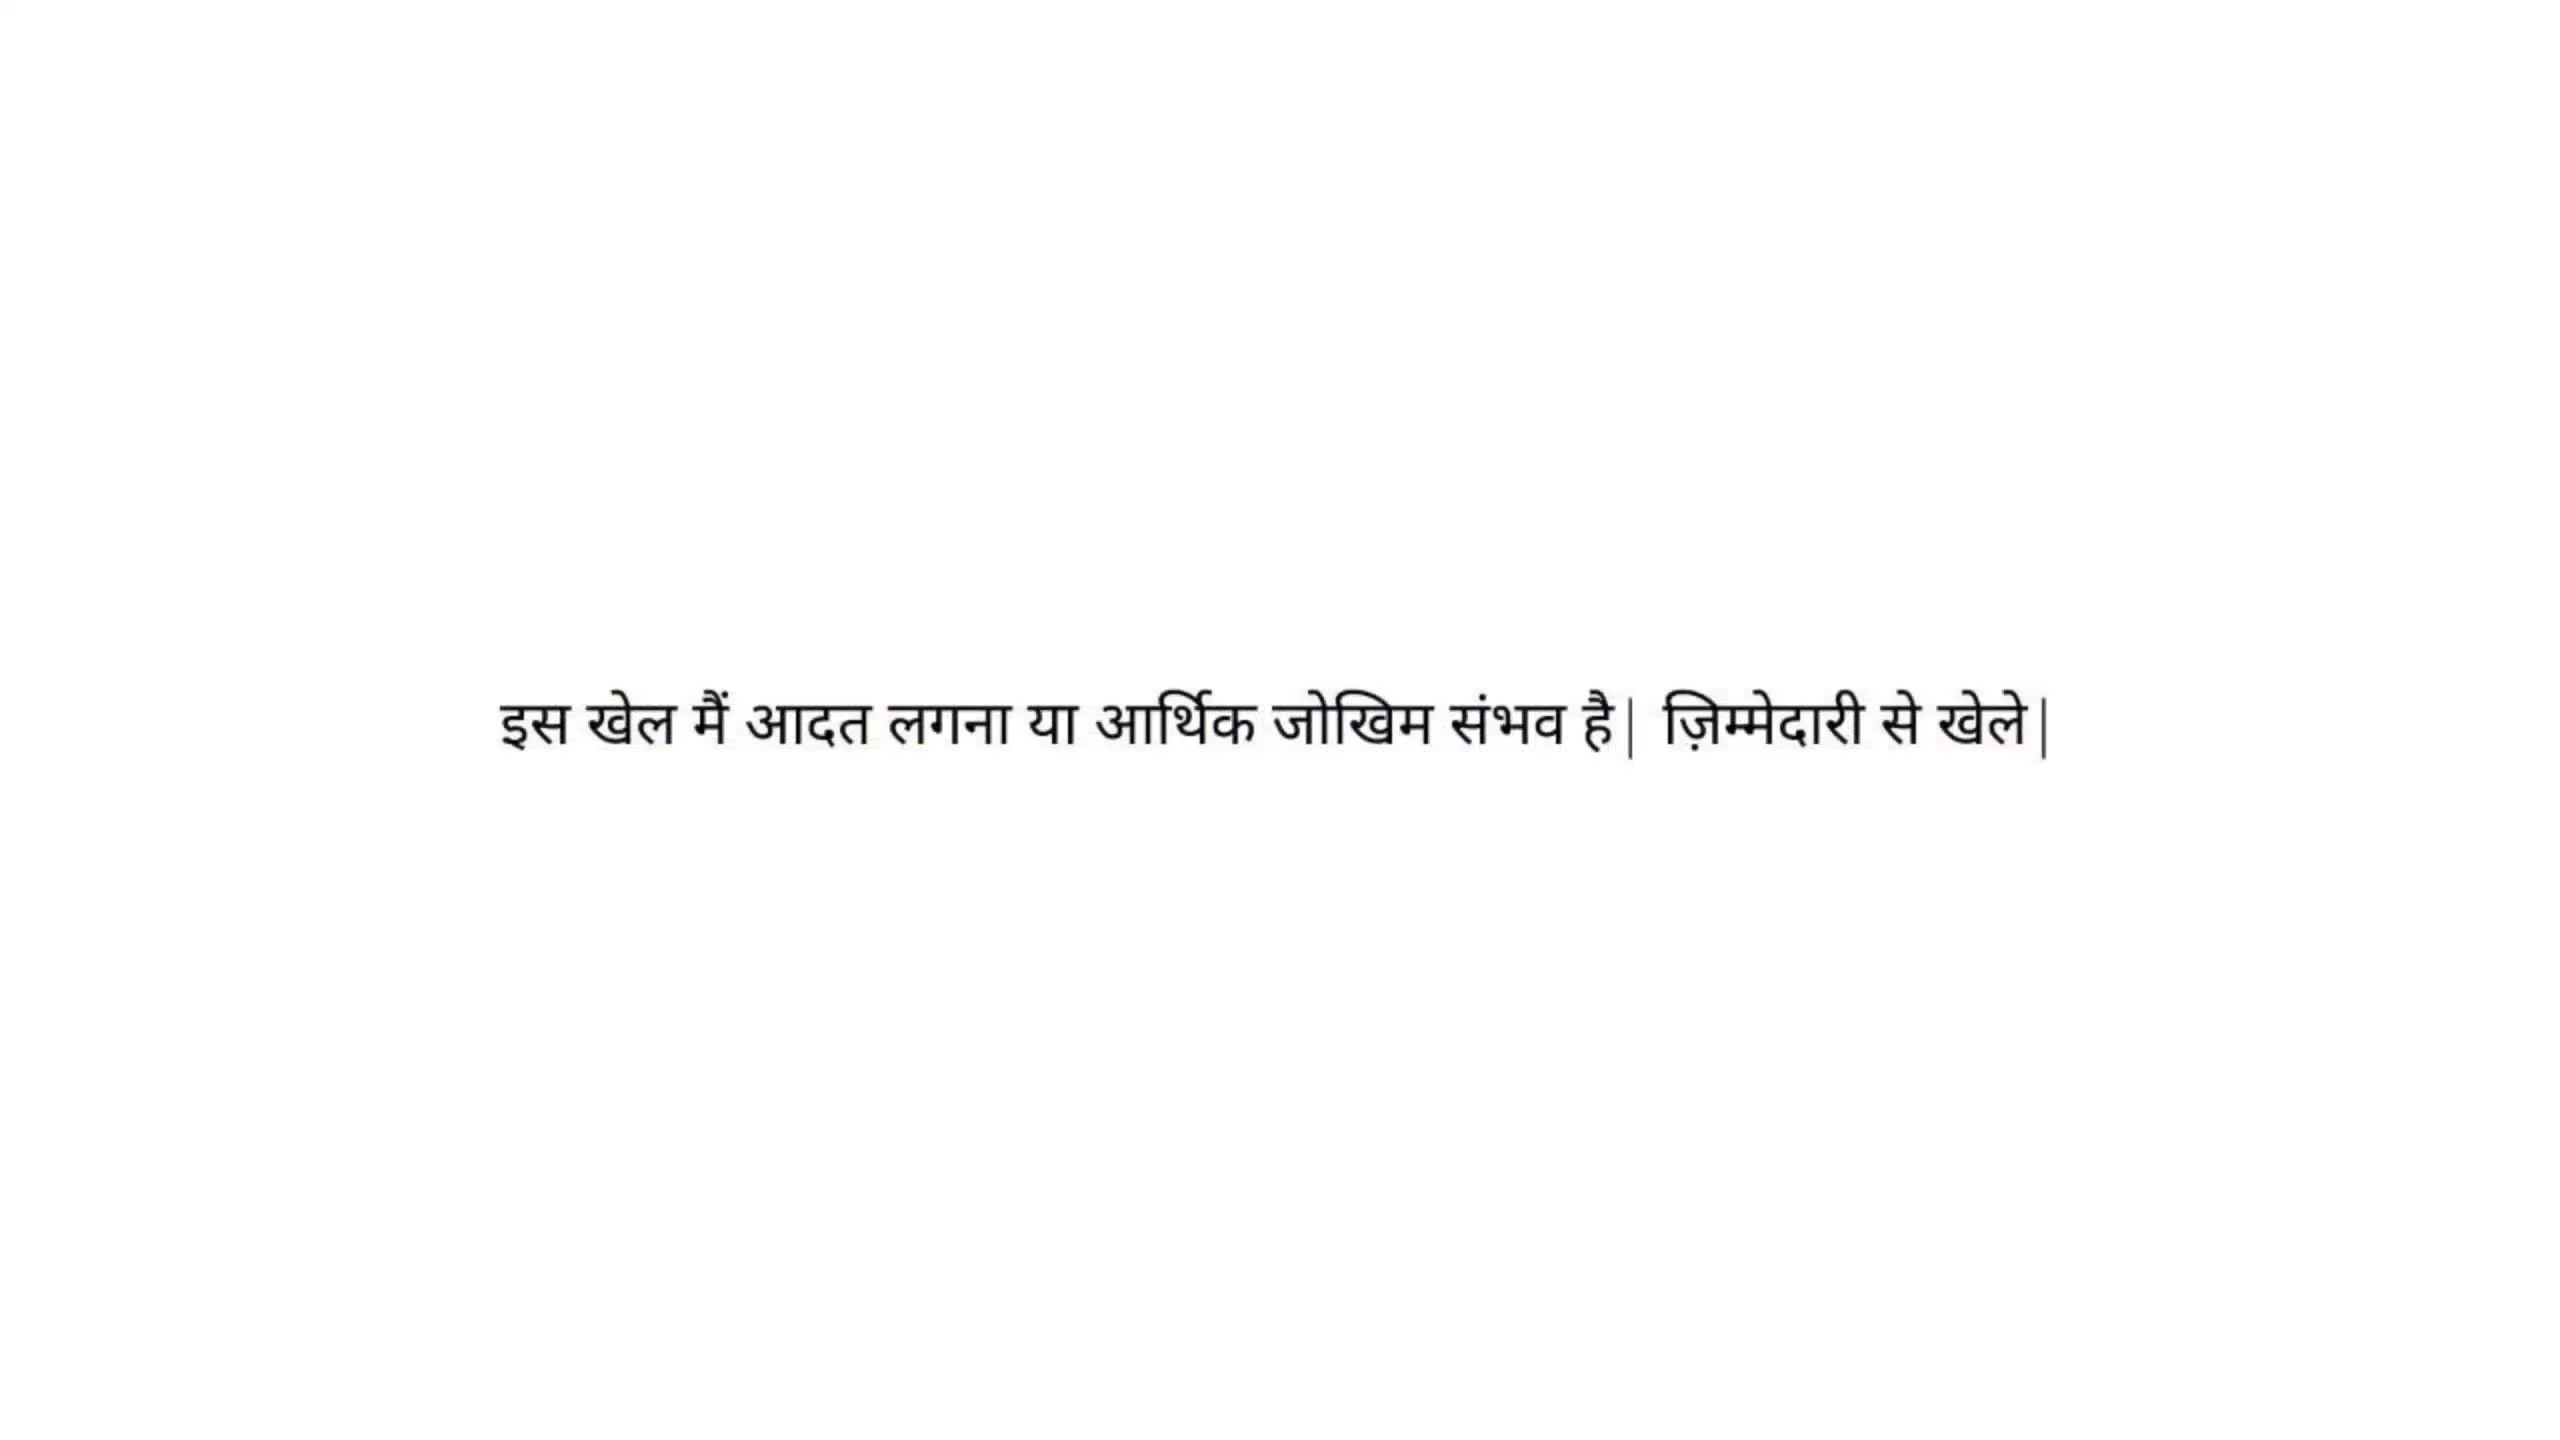 इस खेल मैं आदत लगना या आर्थिक जोखिम संभव है| ज़िम्मेदारी से खेले|